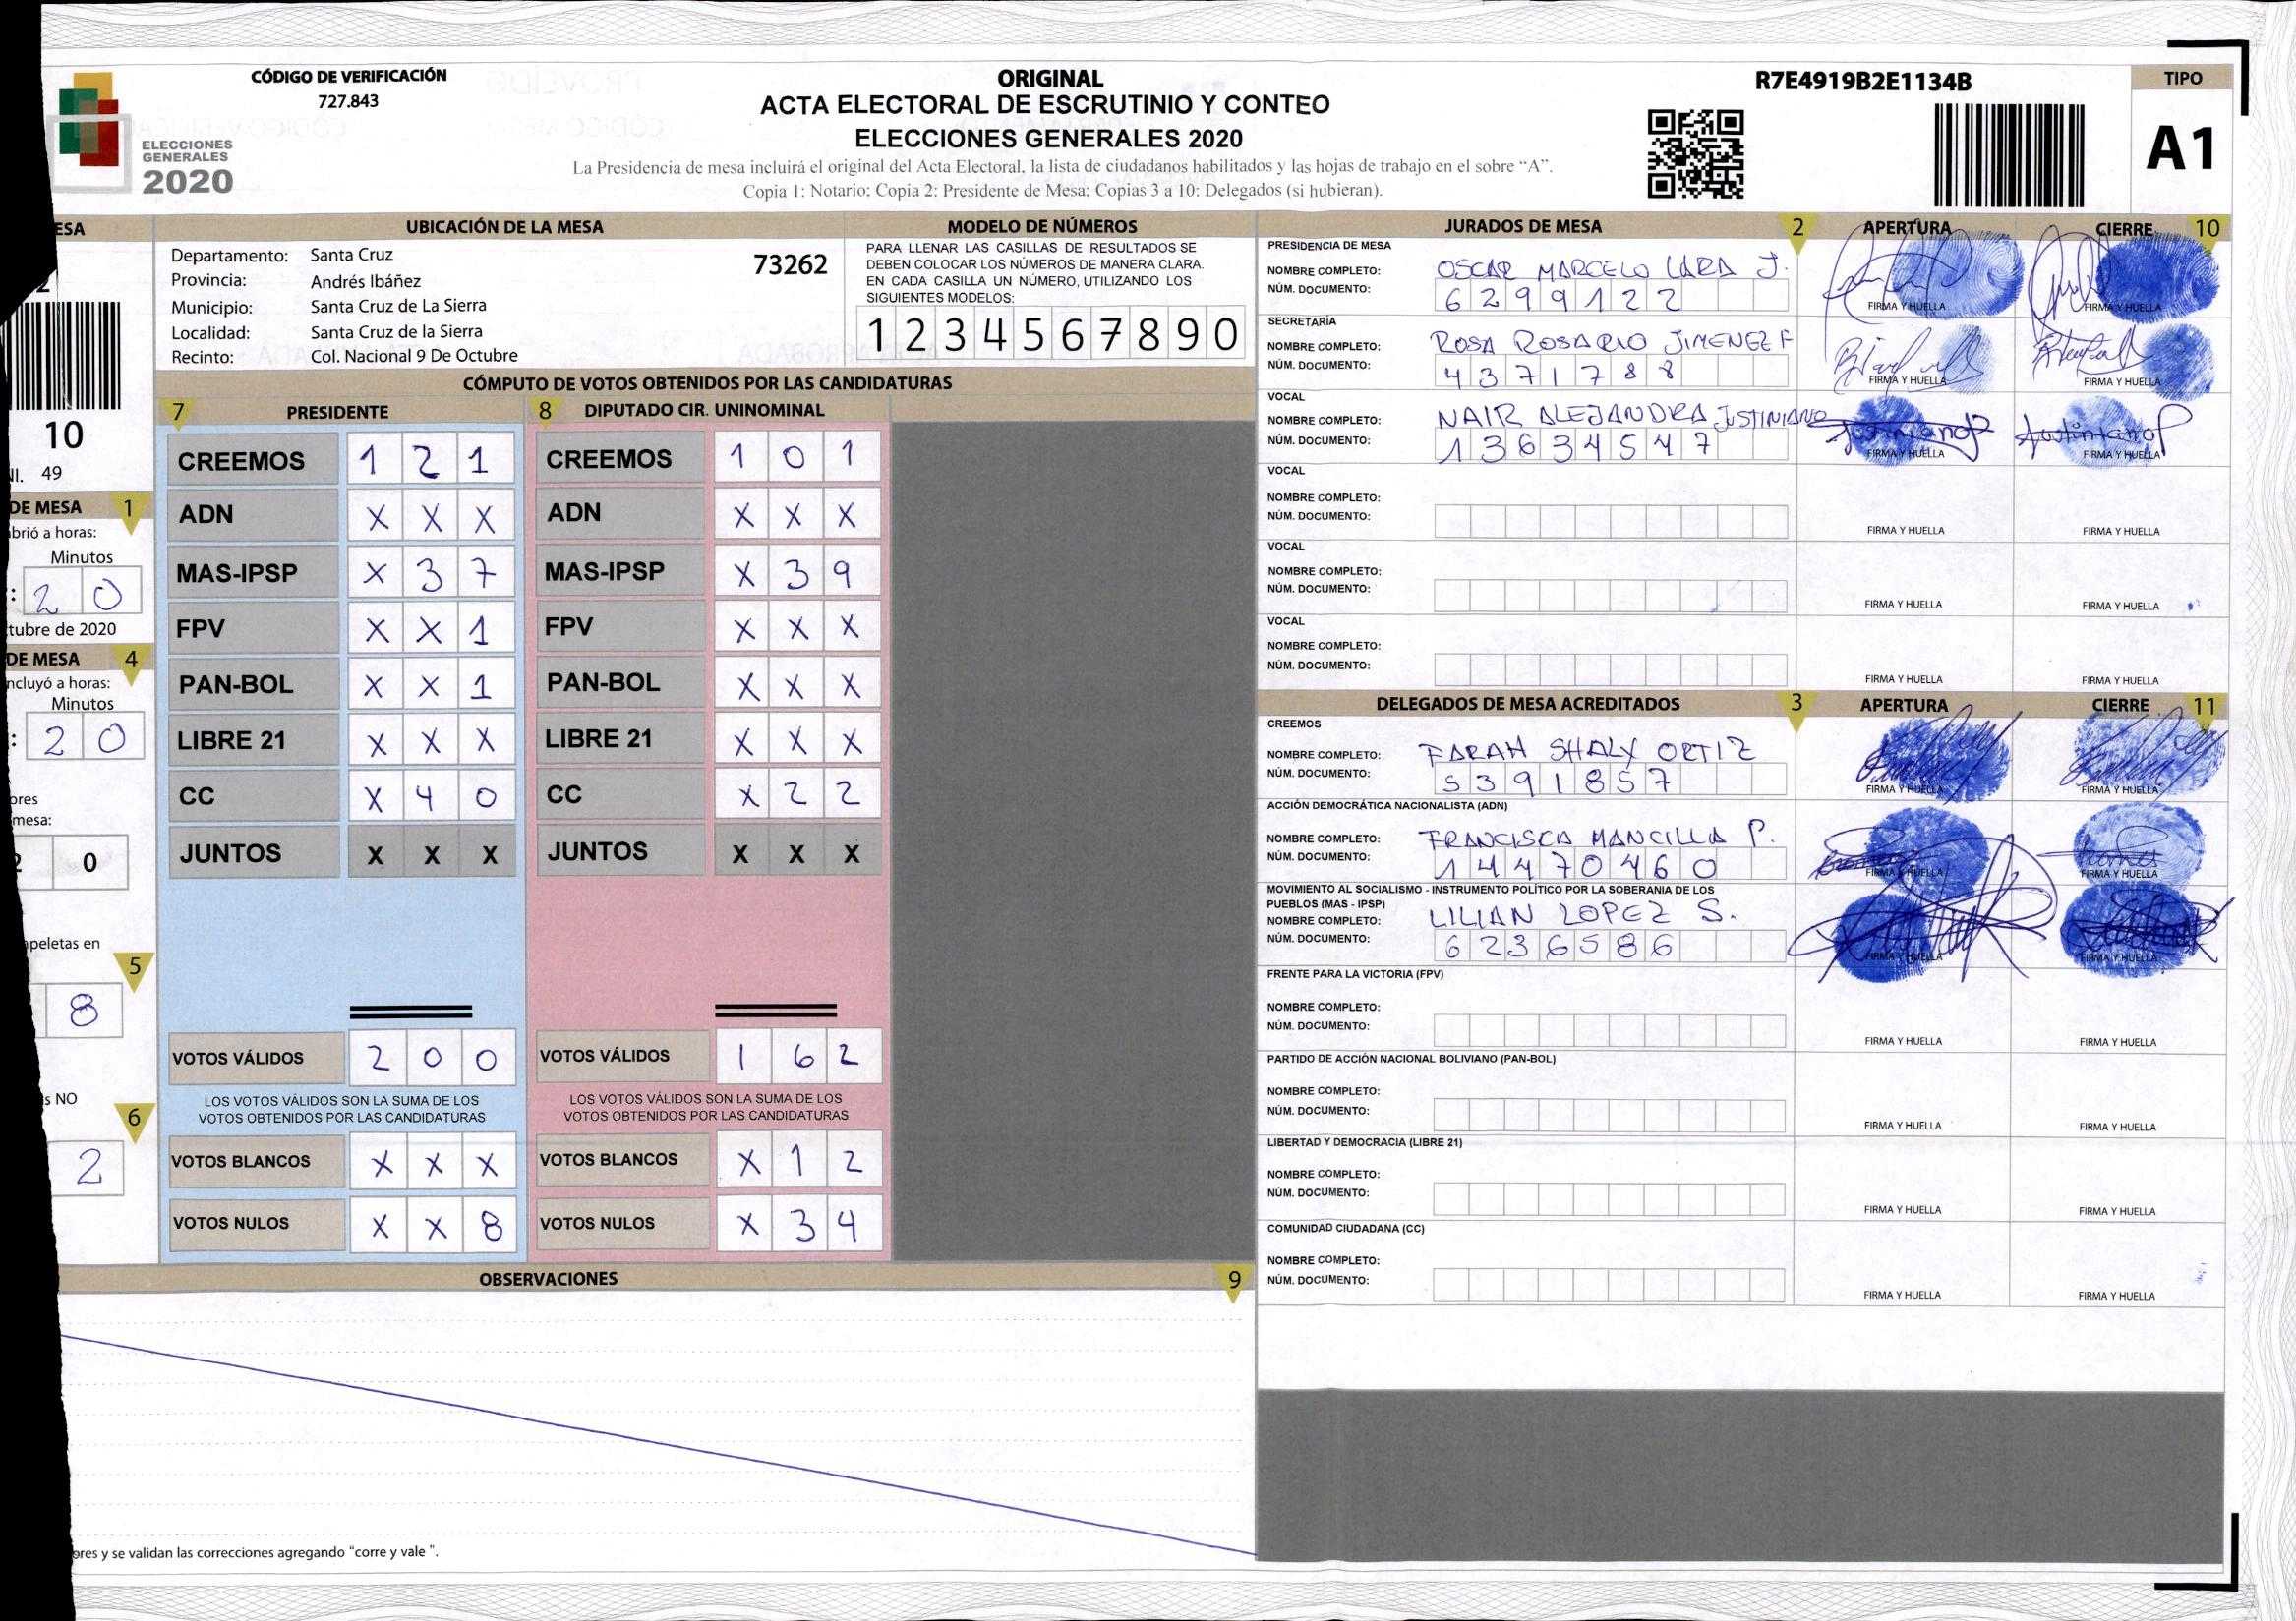 CÓDIGO DE VERIFICACIÓN
727.843
ELECCIONES
GENERALES
2020
ORIGINAL
ACTA ELECTORAL DE ESCRUTINIO Y CONTEO
ELECCIONES GENERALES 2020
La Presidencia de mesa incluirá el original del Acta Electoral, la lista de ciudadanos habilitados y las hojas de trabajo en el sobre “A”.
Copia 1: Notario; Copia 2: Presidente de Mesa; Copias 3 a 10: Delegados (si hubieran).
R7E4919B2E1134B
TIPO
A1
ESA
10
NI. 49
DE MESA 1
brió a horas:
Minutos
: 2 0
tubre de 2020
DE MESA 4
ncluyó a horas:
Minutos
: 2 0
ores
mesa:
2 0
apeletas en
5
8
s NO
6
2
UBICACIÓN DE LA MESA
Departamento: Santa Cruz
Provincia: Andrés Ibáñez
Municipio: Santa Cruz de La Sierra
Localidad: Santa Cruz de la Sierra
Recinto: Col. Nacional 9 De Octubre
73262
MODELO DE NÚMEROS
PARA LLENAR LAS CASILLAS DE RESULTADOS SE
DEBEN COLOCAR LOS NÚMEROS DE MANERA CLARA.
EN CADA CASILLA UN NÚMERO, UTILIZANDO LOS
SIGUIENTES MODELOS:
1 2 3 4 5 6 7 8 9 0
CÓMPUTO DE VOTOS OBTENIDOS POR LAS CANDIDATURAS
7 PRESIDENTE
CREEMOS 1 2 1
ADN X X X
MAS-IPSP X 3 7
FPV X X 1
PAN-BOL X X 1
LIBRE 21 X X X
CC X 4 0
JUNTOS X X X
VOTOS VÁLIDOS 2 0 0
LOS VOTOS VÁLIDOS SON LA SUMA DE LOS
VOTOS OBTENIDOS POR LAS CANDIDATURAS
VOTOS BLANCOS X X X
VOTOS NULOS X X 8
8 DIPUTADO CIR. UNINOMINAL
CREEMOS 1 0 1
ADN X X X
MAS-IPSP X 3 9
FPV X X X
PAN-BOL X X X
LIBRE 21 X X X
CC X 2 2
JUNTOS X X X
VOTOS VÁLIDOS 1 6 2
LOS VOTOS VÁLIDOS SON LA SUMA DE LOS
VOTOS OBTENIDOS POR LAS CANDIDATURAS
VOTOS BLANCOS X 1 2
VOTOS NULOS X 3 4
OBSERVACIONES 9
ores y se validan las correcciones agregando "corre y vale ".
JURADOS DE MESA 2 APERTURA CIERRE 10
PRESIDENCIA DE MESA
NOMBRE COMPLETO: OSCAR MARCELO LARA J.
NÚM. DOCUMENTO: 6299122
FIRMA Y HUELLA FIRMA Y HUELLA
SECRETARÍA
NOMBRE COMPLETO: ROSA ROSARIO JIMENEZ F
NÚM. DOCUMENTO: 4371788
FIRMA Y HUELLA FIRMA Y HUELLA
VOCAL
NOMBRE COMPLETO: NAIR ALEJANDRA JUSTINIANO
NÚM. DOCUMENTO: 13634547
FIRMA Y HUELLA FIRMA Y HUELLA
VOCAL
NOMBRE COMPLETO:
NÚM. DOCUMENTO:
FIRMA Y HUELLA FIRMA Y HUELLA
VOCAL
NOMBRE COMPLETO:
NÚM. DOCUMENTO:
FIRMA Y HUELLA FIRMA Y HUELLA
VOCAL
NOMBRE COMPLETO:
NÚM. DOCUMENTO:
FIRMA Y HUELLA FIRMA Y HUELLA
DELEGADOS DE MESA ACREDITADOS 3 APERTURA CIERRE 11
CREEMOS
NOMBRE COMPLETO: FARAH SHALY ORTIZ
NÚM. DOCUMENTO: 5391857
FIRMA Y HUELLA FIRMA Y HUELLA
ACCIÓN DEMOCRÁTICA NACIONALISTA (ADN)
NOMBRE COMPLETO: FRANCISCA MANCILLA P.
NÚM. DOCUMENTO: 14470460
FIRMA Y HUELLA FIRMA Y HUELLA
MOVIMIENTO AL SOCIALISMO - INSTRUMENTO POLÍTICO POR LA SOBERANIA DE LOS
PUEBLOS (MAS - IPSP)
NOMBRE COMPLETO: LILIAN LOPEZ S.
NÚM. DOCUMENTO: 6236586
FIRMA Y HUELLA FIRMA Y HUELLA
FRENTE PARA LA VICTORIA (FPV)
NOMBRE COMPLETO:
NÚM. DOCUMENTO:
FIRMA Y HUELLA FIRMA Y HUELLA
PARTIDO DE ACCIÓN NACIONAL BOLIVIANO (PAN-BOL)
NOMBRE COMPLETO:
NÚM. DOCUMENTO:
FIRMA Y HUELLA FIRMA Y HUELLA
LIBERTAD Y DEMOCRACIA (LIBRE 21)
NOMBRE COMPLETO:
NÚM. DOCUMENTO:
FIRMA Y HUELLA FIRMA Y HUELLA
COMUNIDAD CIUDADANA (CC)
NOMBRE COMPLETO:
NÚM. DOCUMENTO:
FIRMA Y HUELLA FIRMA Y HUELLA